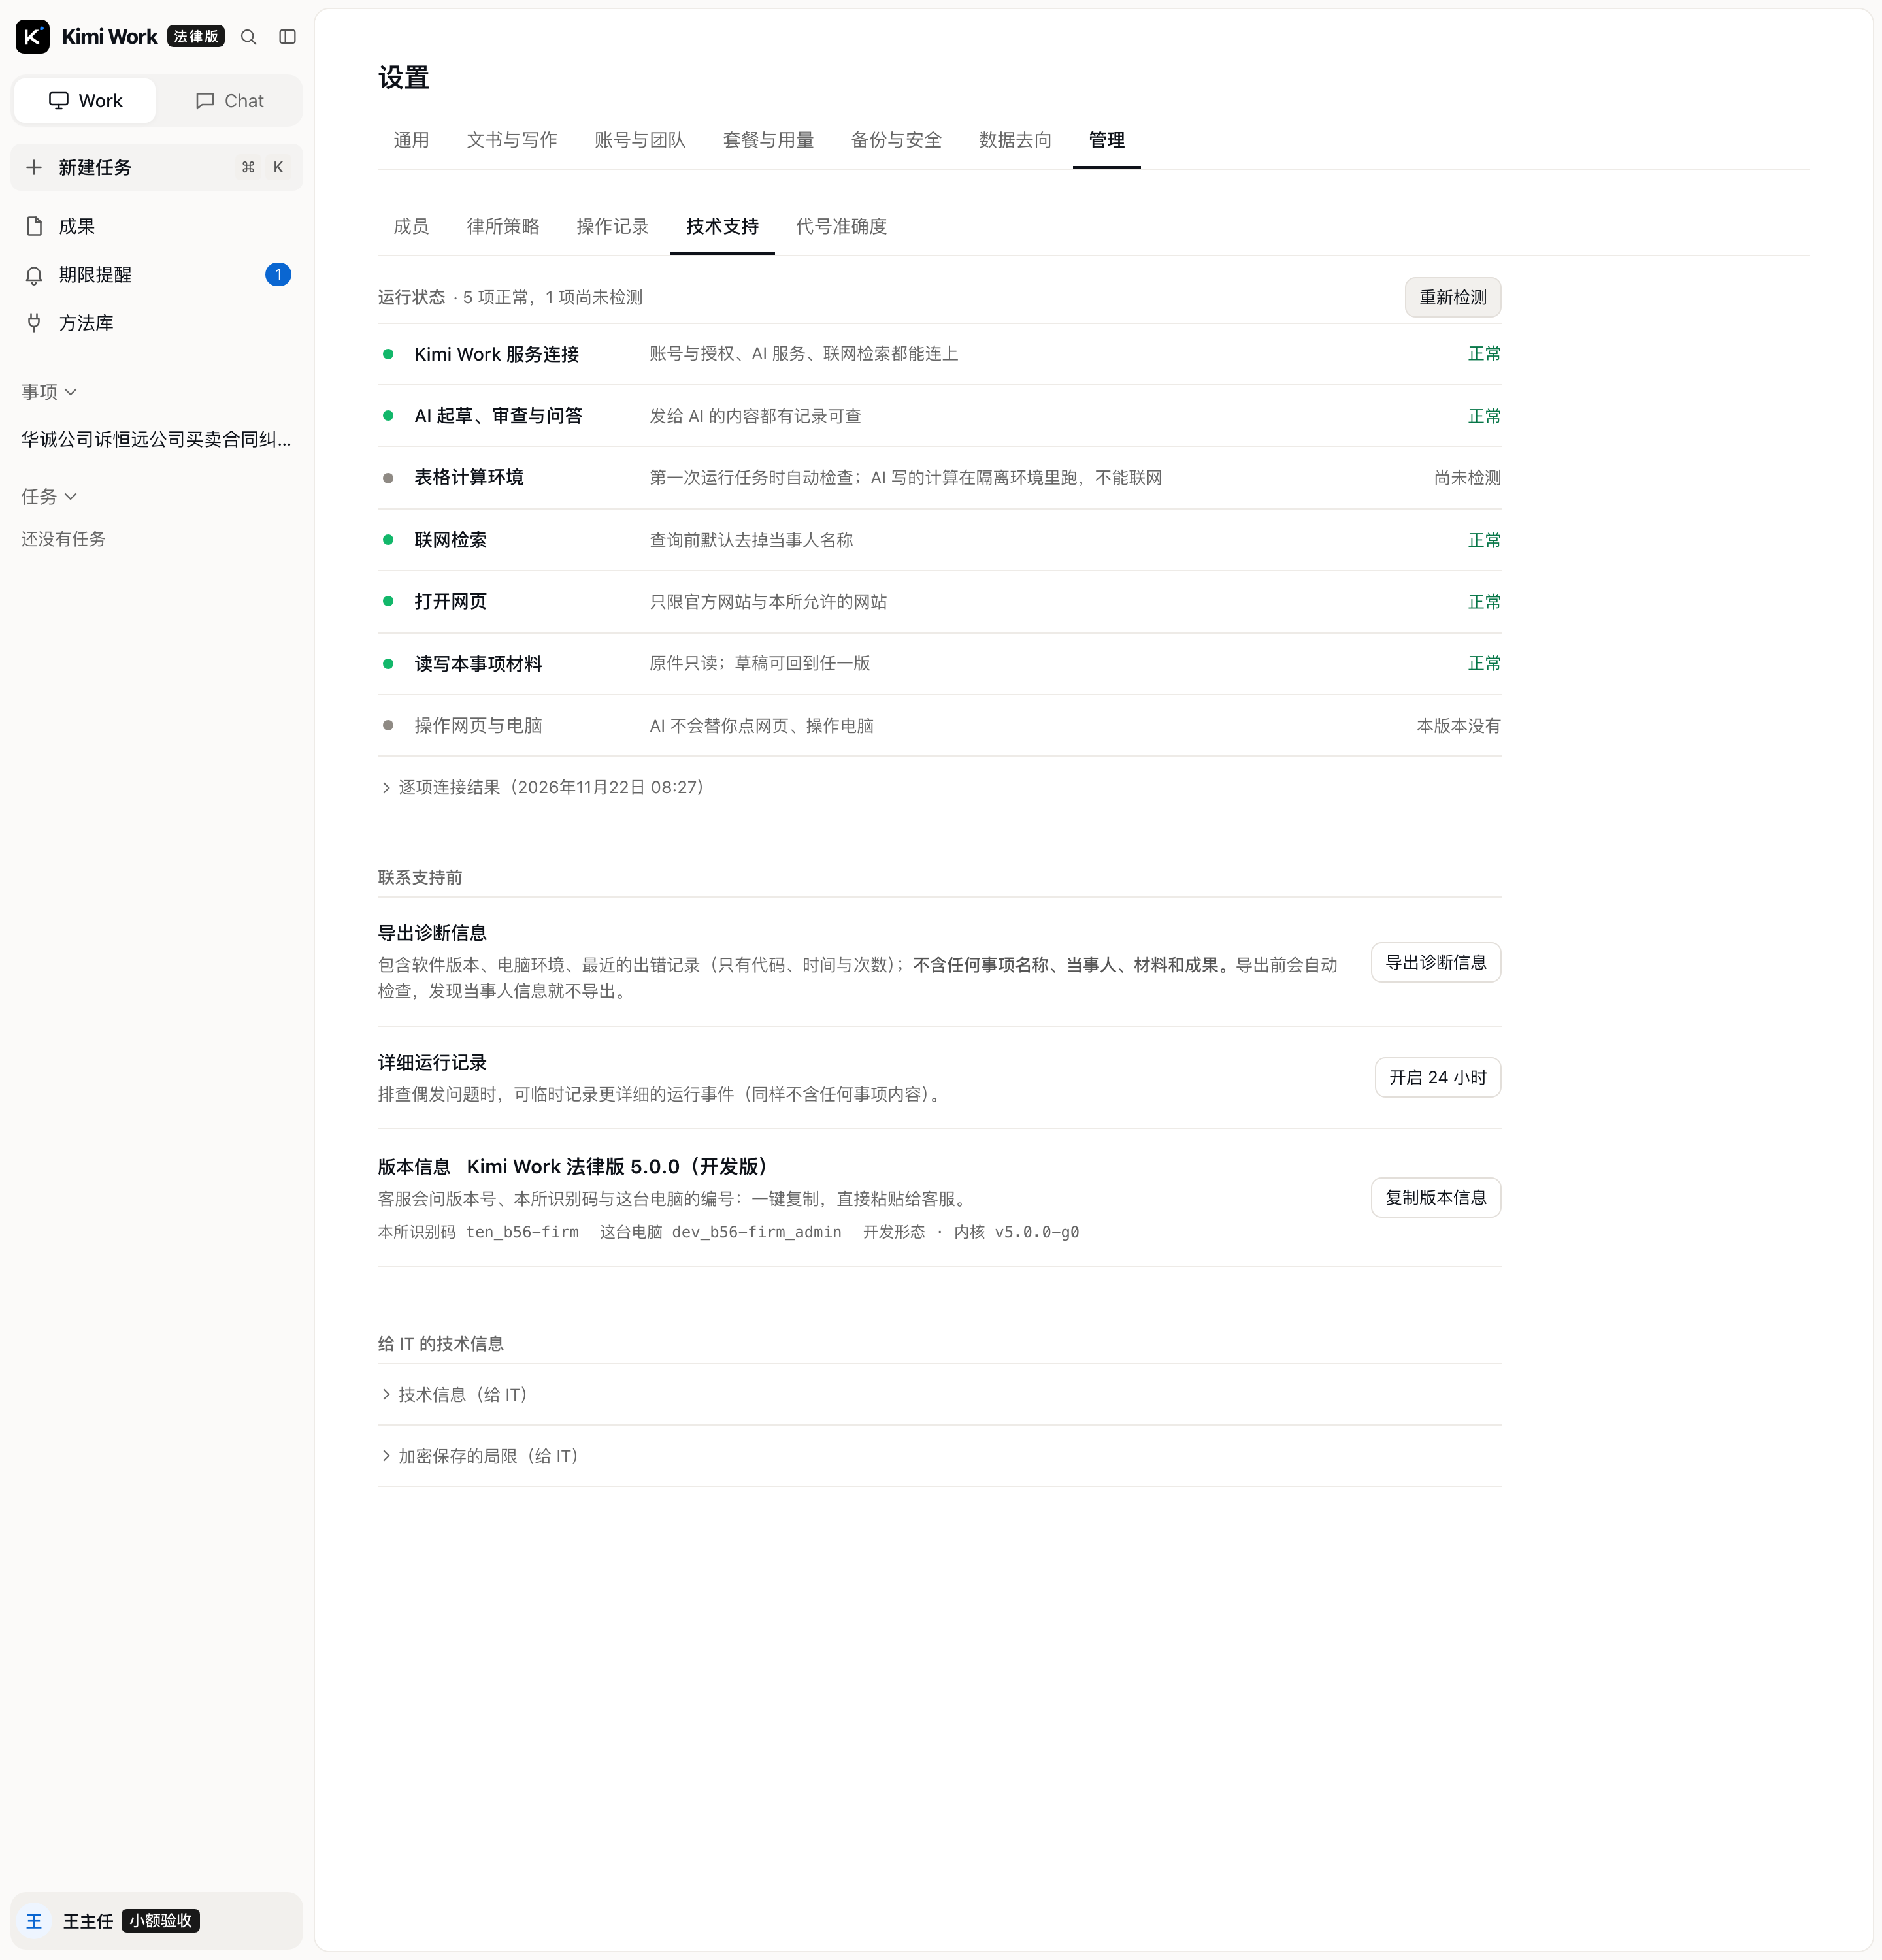 Kimi Work 法律版
Work Chat
新建任务 ⌘ K
成果
期限提醒 1
方法库
事项
华诚公司诉恒远公司买卖合同纠...
任务
还没有任务
王 王主任 小额验收
设置
通用 文书与写作 账号与团队 套餐与用量 备份与安全 数据去向 管理
成员 律所策略 操作记录 技术支持 代号准确度
运行状态 · 5 项正常，1 项尚未检测 重新检测
Kimi Work 服务连接 账号与授权、AI 服务、联网检索都能连上 正常
AI 起草、审查与问答 发给 AI 的内容都有记录可查 正常
表格计算环境 第一次运行任务时自动检查；AI 写的计算在隔离环境里跑，不能联网 尚未检测
联网检索 查询前默认去掉当事人名称 正常
打开网页 只限官方网站与本所允许的网站 正常
读写本事项材料 原件只读；草稿可回到任一版 正常
操作网页与电脑 AI 不会替你点网页、操作电脑 本版本没有
逐项连接结果（2026年11月22日 08:27）
联系支持前
导出诊断信息
包含软件版本、电脑环境、最近的出错记录（只有代码、时间与次数）；不含任何事项名称、当事人、材料和成果。导出前会自动
检查，发现当事人信息就不导出。
导出诊断信息
详细运行记录
排查偶发问题时，可临时记录更详细的运行事件（同样不含任何事项内容）。
开启 24 小时
版本信息 Kimi Work 法律版 5.0.0（开发版）
客服会问版本号、本所识别码与这台电脑的编号：一键复制，直接粘贴给客服。
本所识别码 ten_b56-firm 这台电脑 dev_b56-firm_admin 开发形态 · 内核 v5.0.0-g0
复制版本信息
给 IT 的技术信息
技术信息（给 IT）
加密保存的局限（给 IT）